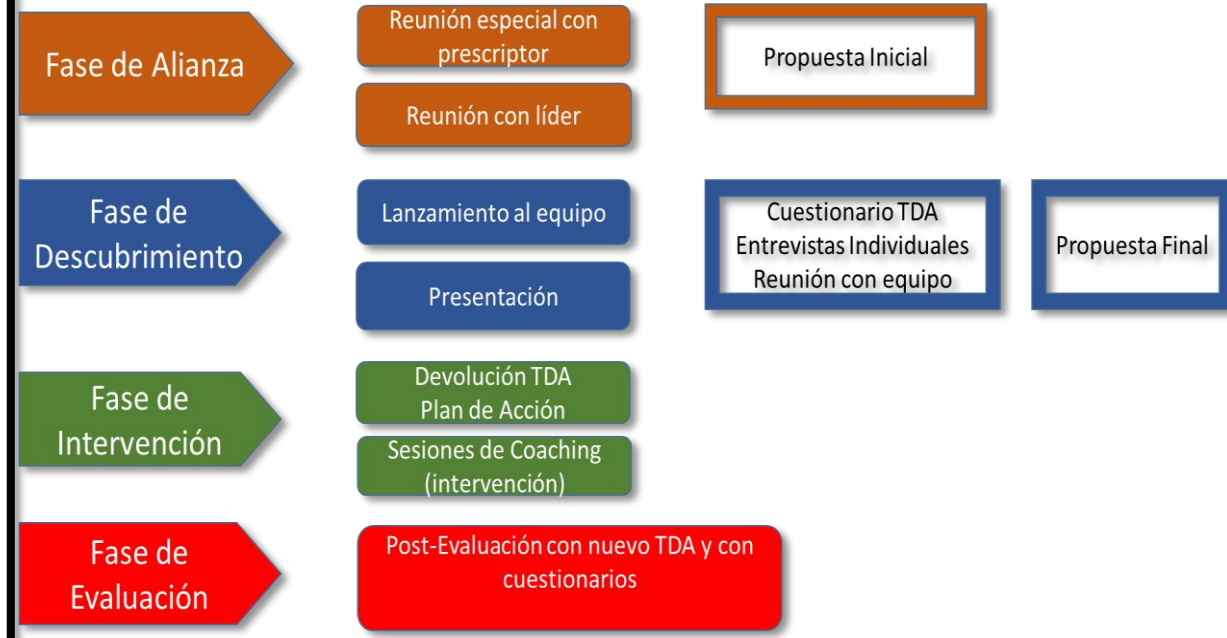 Fase de Alianza
Reunión especial con
prescriptor
Reunión con líder
Propuesta Inicial
Fase de
Descubrimiento
Lanzamiento al equipo
Presentación
Cuestionario TDA
Entrevistas Individuales
Reunión con equipo
Propuesta Final
Fase de
Intervención
Devolución TDA
Plan de Acción
Sesiones de Coaching
(intervención)
Fase de
Evaluación
Post-Evaluación con nuevo TDA y con
cuestionarios